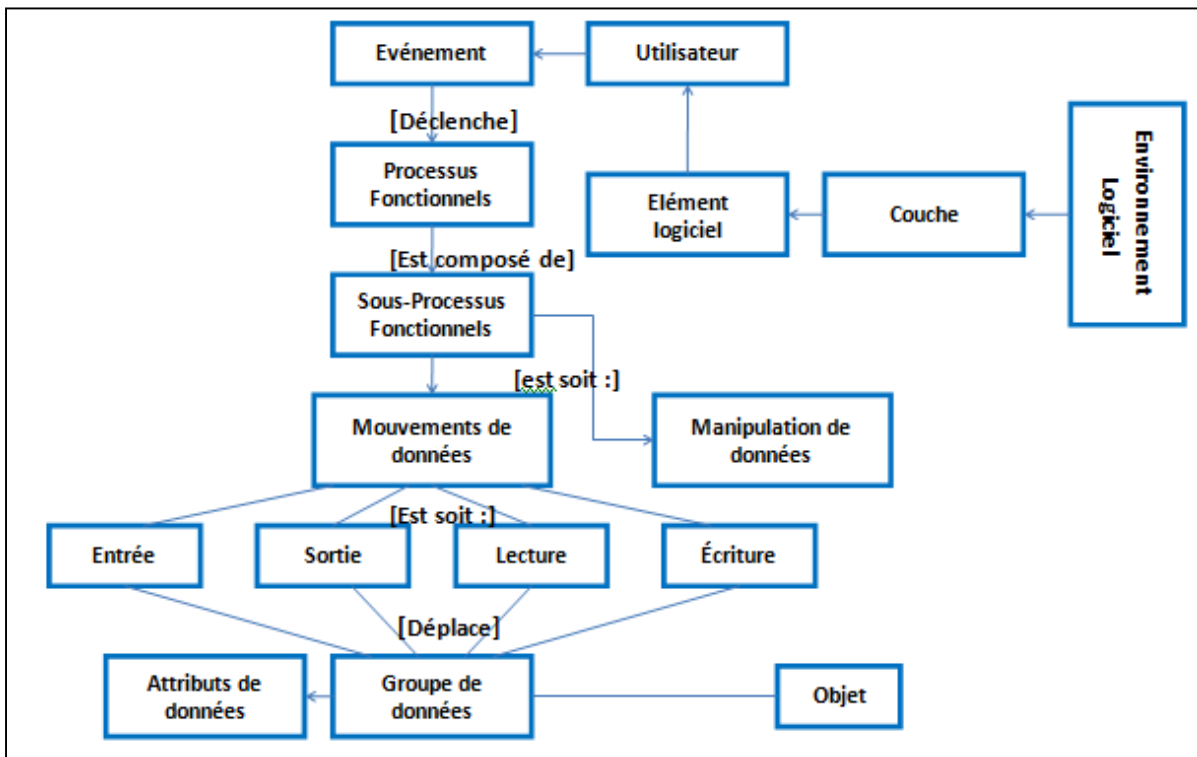 Evénement
Utilisateur
[Déclenche]
Processus
Fonctionnels
Elément
logiciel
Couche
Environnement
Logiciel
[Est composé de]
Sous-Processus
Fonctionnels
[est soit :]
Mouvements de
données
Manipulation de
données
[Est soit :]
Entrée
Sortie
Lecture
Écriture
[Déplace]
Attributs de
données
Groupe de
données
Objet